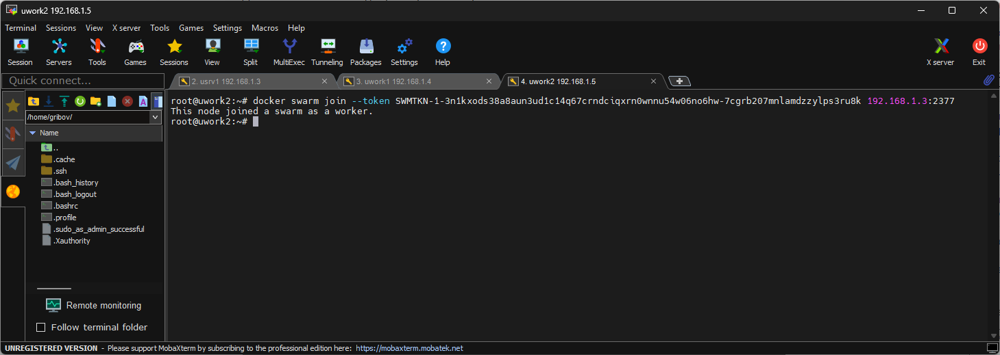 uwork2 192.168.1.5
Terminal Sessions View X server Tools Games Settings Macros Help
Session Servers Tools Games Sessions View Split MultiExec Tunneling Packages Settings Help X server Exit
Quick connect...
2. usrv1 192.168.1.3
3. uwork1 192.168.1.4
4. uwork2 192.168.1.5
/home/gribov/
Name
..
.cache
.ssh
.bash_history
.bash_logout
.bashrc
.profile
.sudo_as_admin_successful
.Xauthority
Remote monitoring
Follow terminal folder
root@uwork2:~# docker swarm join --token SWMTKN-1-3n1kxods38a8aun3ud1c14q67crndciqxrn0wnnu54w06no6hw-7cgrb207mnlamdzzylps3ru8k 192.168.1.3:2377
This node joined a swarm as a worker.
root@uwork2:~#
UNREGISTERED VERSION - Please support MobaXterm by subscribing to the professional edition here: https://mobaxterm.mobatek.net